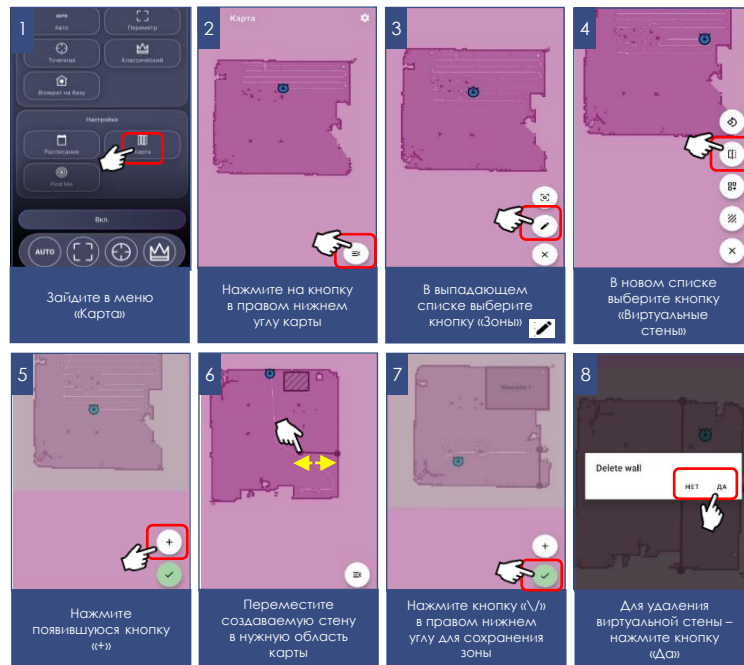 1
АВТО
Авто
Периметр
Точечная
Классический
Возврат на базу
Настройки
Расписание
Карта
Find Me
Вкл.
AUTO
Зайдите в меню
«Карта»
2
Карта
Нажмите на кнопку
в правом нижнем
углу карты
3
В выпадающем
списке выберите
кнопку «Зоны»
4
В новом списке
выберите кнопку
«Виртуальные
стены»
5
Нажмите
появившуюся кнопку
«+»
6
Переместите
создаваемую стену
в нужную область
карты
7
Нажмите кнопку «\/»
в правом нижнем
углу для сохранения
зоны
8
Delete wall
НЕТ ДА
Для удаления
виртуальной стены –
нажмите кнопку
«Да»